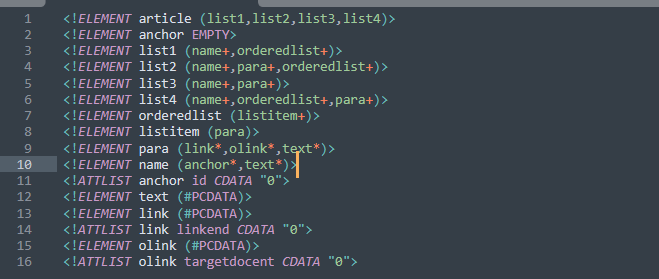 1 <!ELEMENT article (list1,list2,list3,list4)>
2 <!ELEMENT anchor EMPTY>
3 <!ELEMENT list1 (name+,orderedlist+)>
4 <!ELEMENT list2 (name+,para+,orderedlist+)>
5 <!ELEMENT list3 (name+,para+)>
6 <!ELEMENT list4 (name+,orderedlist+,para+)>
7 <!ELEMENT orderedlist (listitem+)>
8 <!ELEMENT listitem (para)>
9 <!ELEMENT para (link*,olink*,text*)>
10 <!ELEMENT name (anchor*,text*)>
11 <!ATTLIST anchor id CDATA "0">
12 <!ELEMENT text (#PCDATA)>
13 <!ELEMENT link (#PCDATA)>
14 <!ATTLIST link linkend CDATA "0">
15 <!ELEMENT olink (#PCDATA)>
16 <!ATTLIST olink targetdocent CDATA "0">